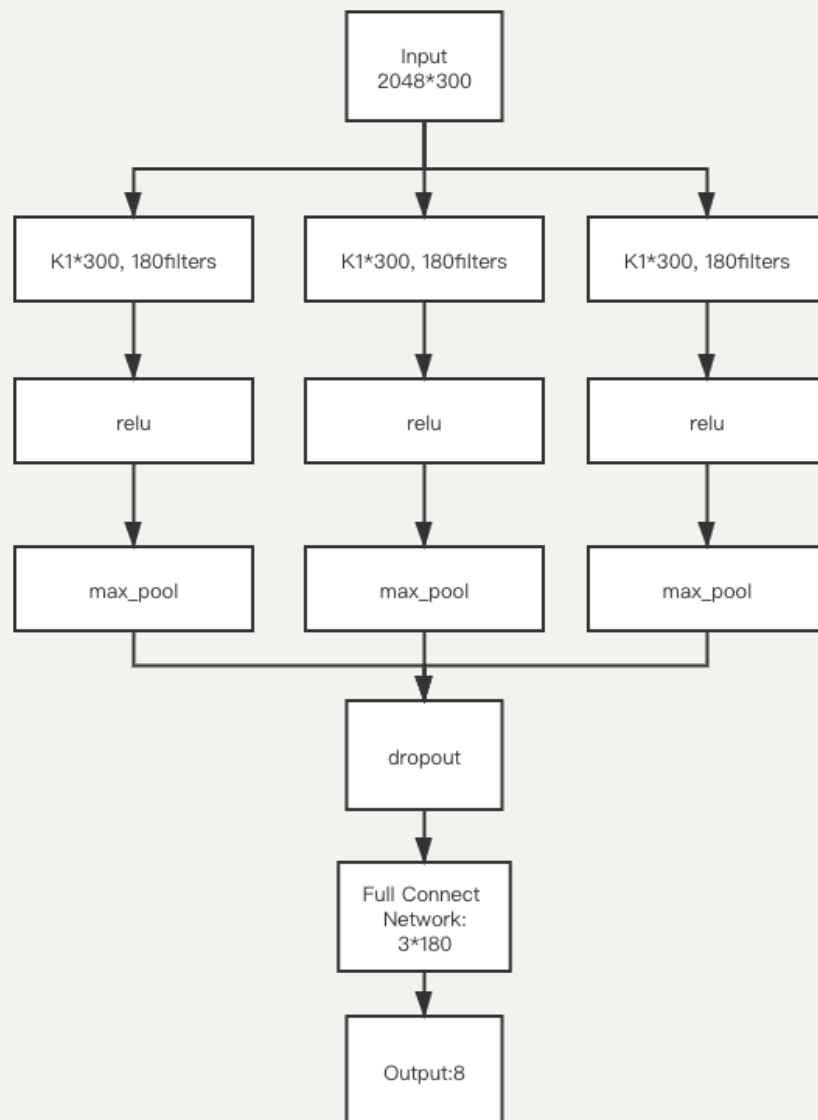 Input
2048*300
K1*300, 180filters
K1*300, 180filters
K1*300, 180filters
relu
relu
relu
max_pool
max_pool
max_pool
dropout
Full Connect
Network:
3*180
Output:8